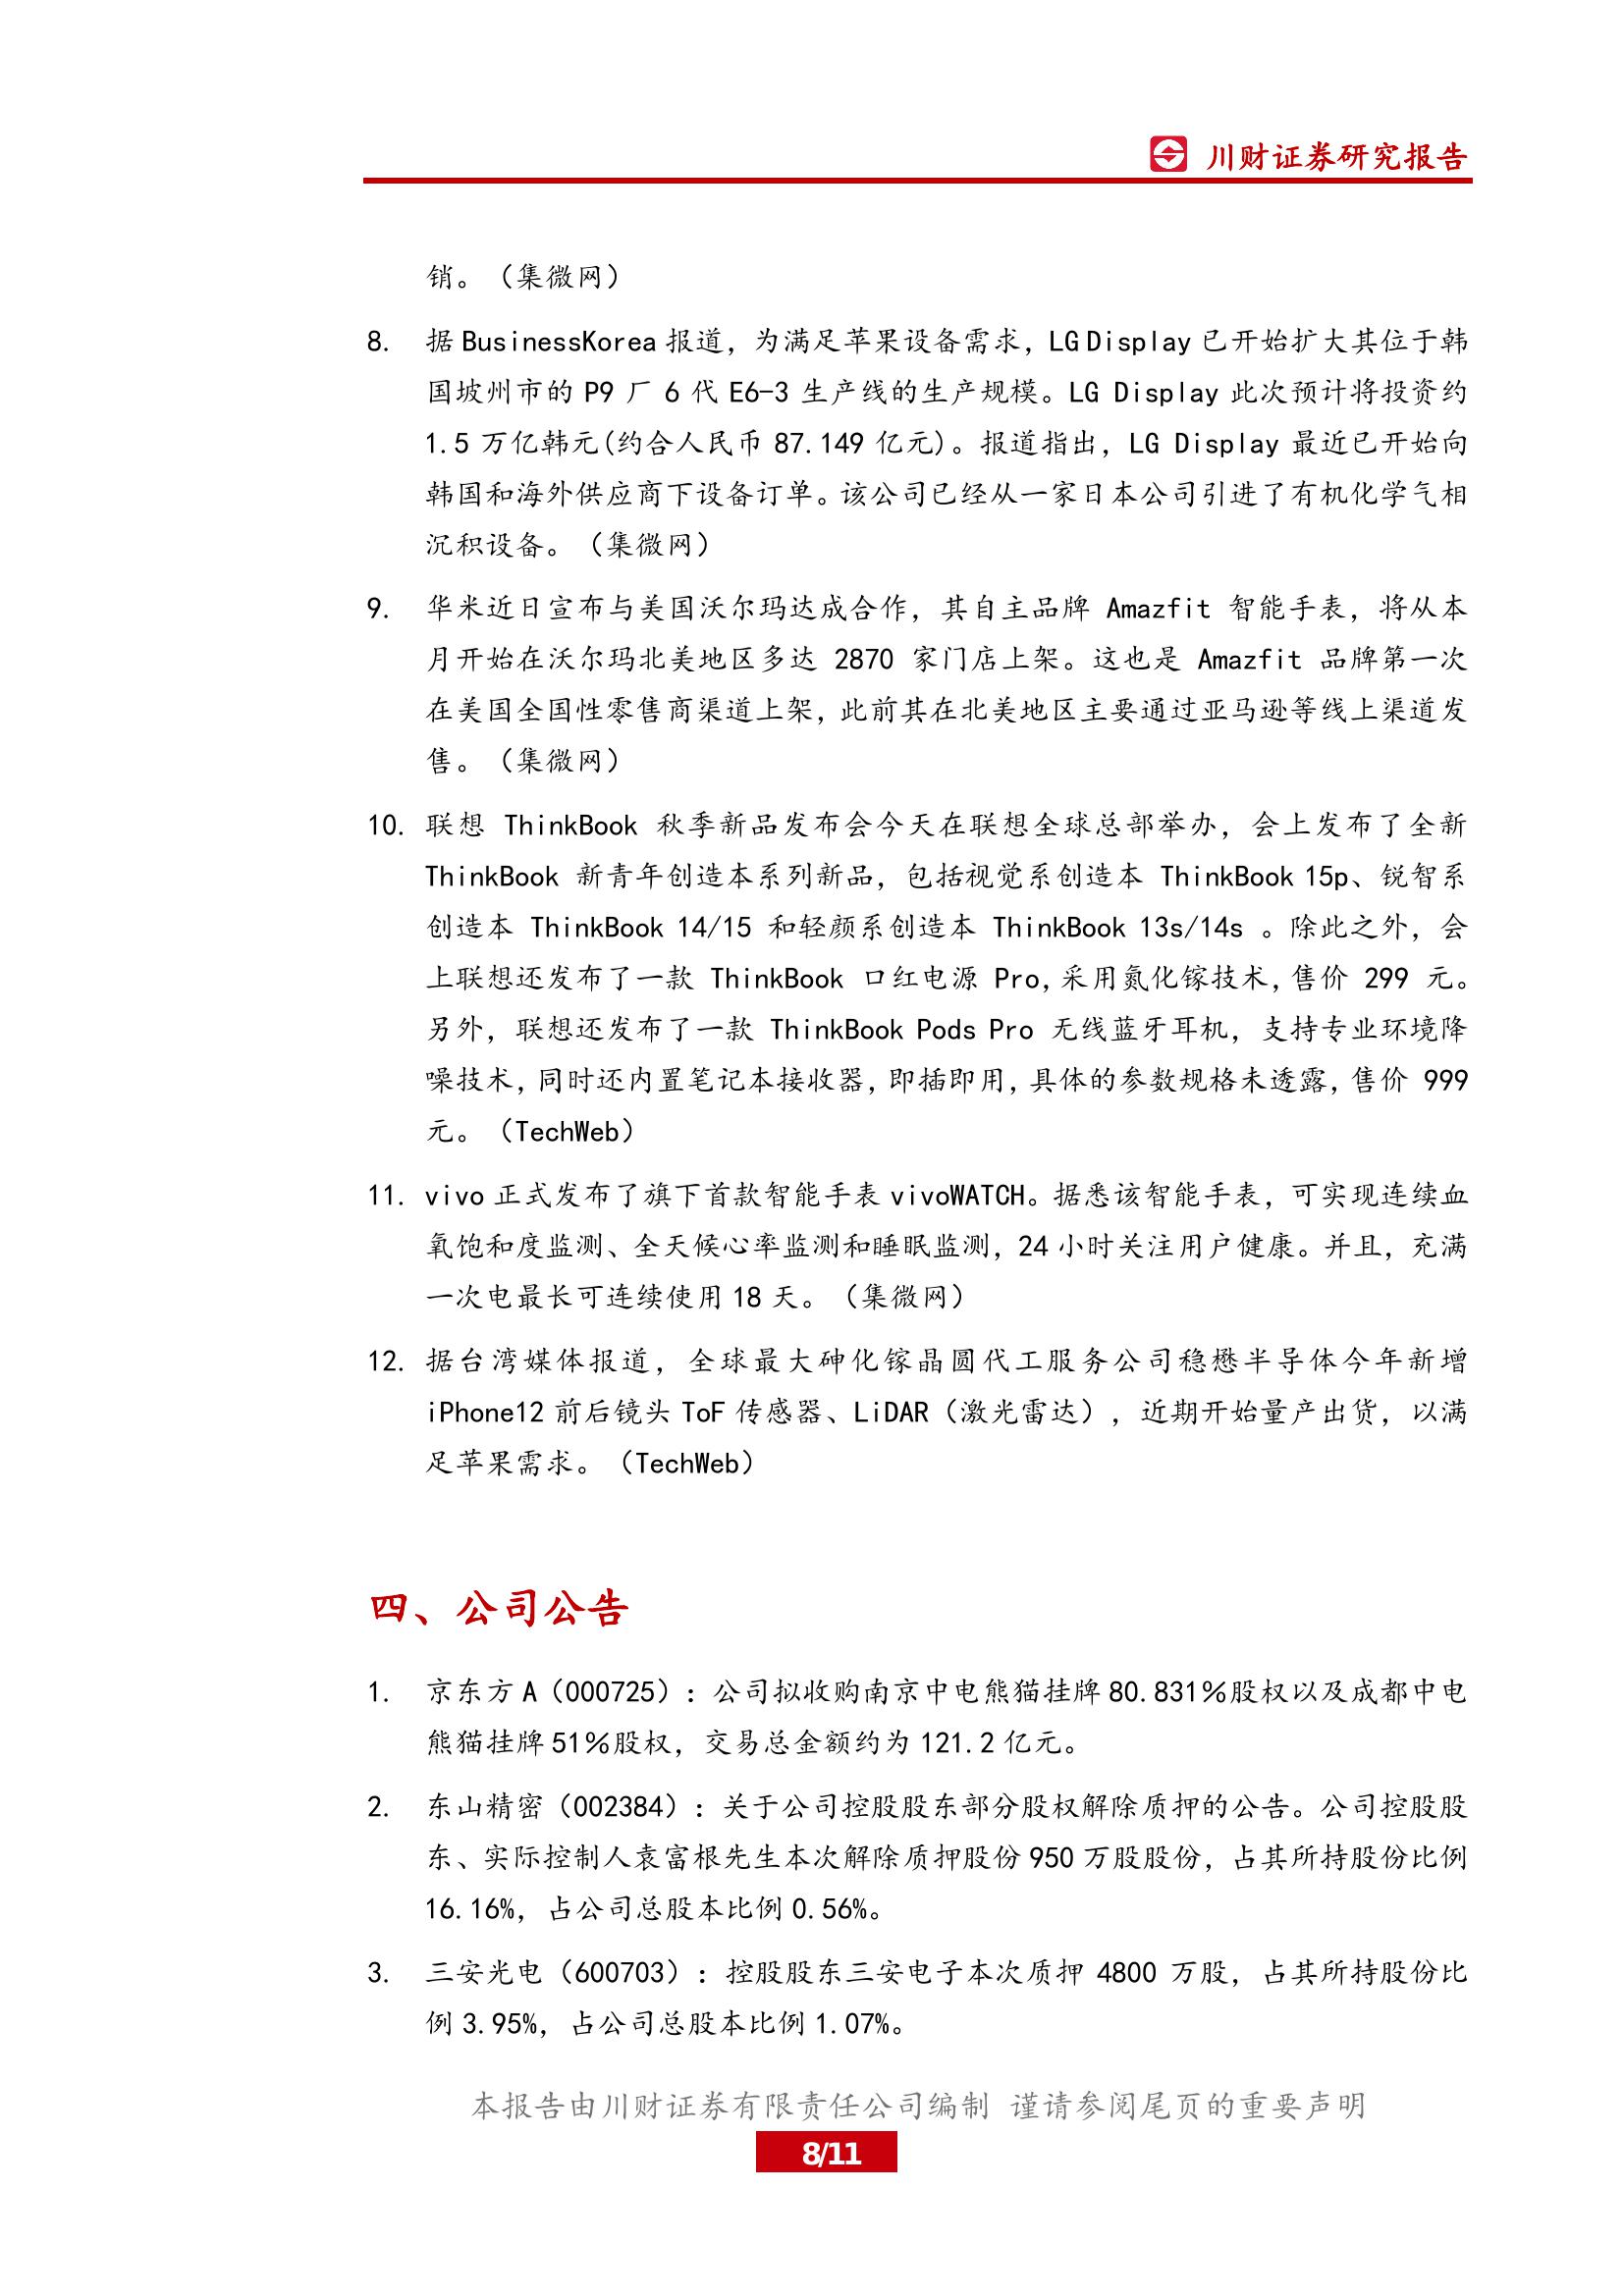 川财证券研究报告
销。（集微网）
8. 据 BusinessKorea 报道，为满足苹果设备需求，LG Display 已开始扩大其位于韩
国坡州市的 P9 厂 6 代 E6-3 生产线的生产规模。LG Display 此次预计将投资约
1.5 万亿韩元(约合人民币 87.149 亿元)。报道指出，LG Display 最近已开始向
韩国和海外供应商下设备订单。该公司已经从一家日本公司引进了有机化学气相
沉积设备。（集微网）
9. 华米近日宣布与美国沃尔玛达成合作，其自主品牌 Amazfit 智能手表，将从本
月开始在沃尔玛北美地区多达 2870 家门店上架。这也是 Amazfit 品牌第一次
在美国全国性零售商渠道上架，此前其在北美地区主要通过亚马逊等线上渠道发
售。（集微网）
10. 联想 ThinkBook 秋季新品发布会今天在联想全球总部举办，会上发布了全新
ThinkBook 新青年创造本系列新品，包括视觉系创造本 ThinkBook 15p、锐智系
创造本 ThinkBook 14/15 和轻颜系创造本 ThinkBook 13s/14s 。除此之外，会
上联想还发布了一款 ThinkBook 口红电源 Pro，采用氮化镓技术，售价 299 元。
另外，联想还发布了一款 ThinkBook Pods Pro 无线蓝牙耳机，支持专业环境降
噪技术，同时还内置笔记本接收器，即插即用，具体的参数规格未透露，售价 999
元。（TechWeb）
11. vivo 正式发布了旗下首款智能手表 vivoWATCH。据悉该智能手表，可实现连续血
氧饱和度监测、全天候心率监测和睡眠监测，24 小时关注用户健康。并且，充满
一次电最长可连续使用 18 天。（集微网）
12. 据台湾媒体报道，全球最大砷化镓晶圆代工服务公司稳懋半导体今年新增
iPhone12 前后镜头 ToF 传感器、LiDAR（激光雷达），近期开始量产出货，以满
足苹果需求。（TechWeb）
四、公司公告
1. 京东方 A（000725）：公司拟收购南京中电熊猫挂牌 80.831%股权以及成都中电
熊猫挂牌 51%股权，交易总金额约为 121.2 亿元。
2. 东山精密（002384）：关于公司控股股东部分股权解除质押的公告。公司控股股
东、实际控制人袁富根先生本次解除质押股份 950 万股股份，占其所持股份比例
16.16%，占公司总股本比例 0.56%。
3. 三安光电（600703）：控股股东三安电子本次质押 4800 万股，占其所持股份比
例 3.95%，占公司总股本比例 1.07%。
本报告由川财证券有限责任公司编制 谨请参阅尾页的重要声明
8/11